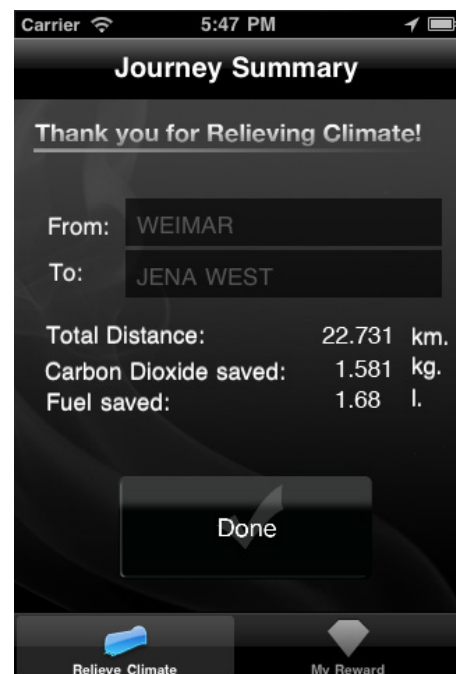 Carrier 5:47 PM
Journey Summary
Thank you for Relieving Climate!
From: WEIMAR
To: JENA WEST
Total Distance: 22.731 km.
Carbon Dioxide saved: 1.581 kg.
Fuel saved: 1.68 l.
Done
Relieve Climate My Reward